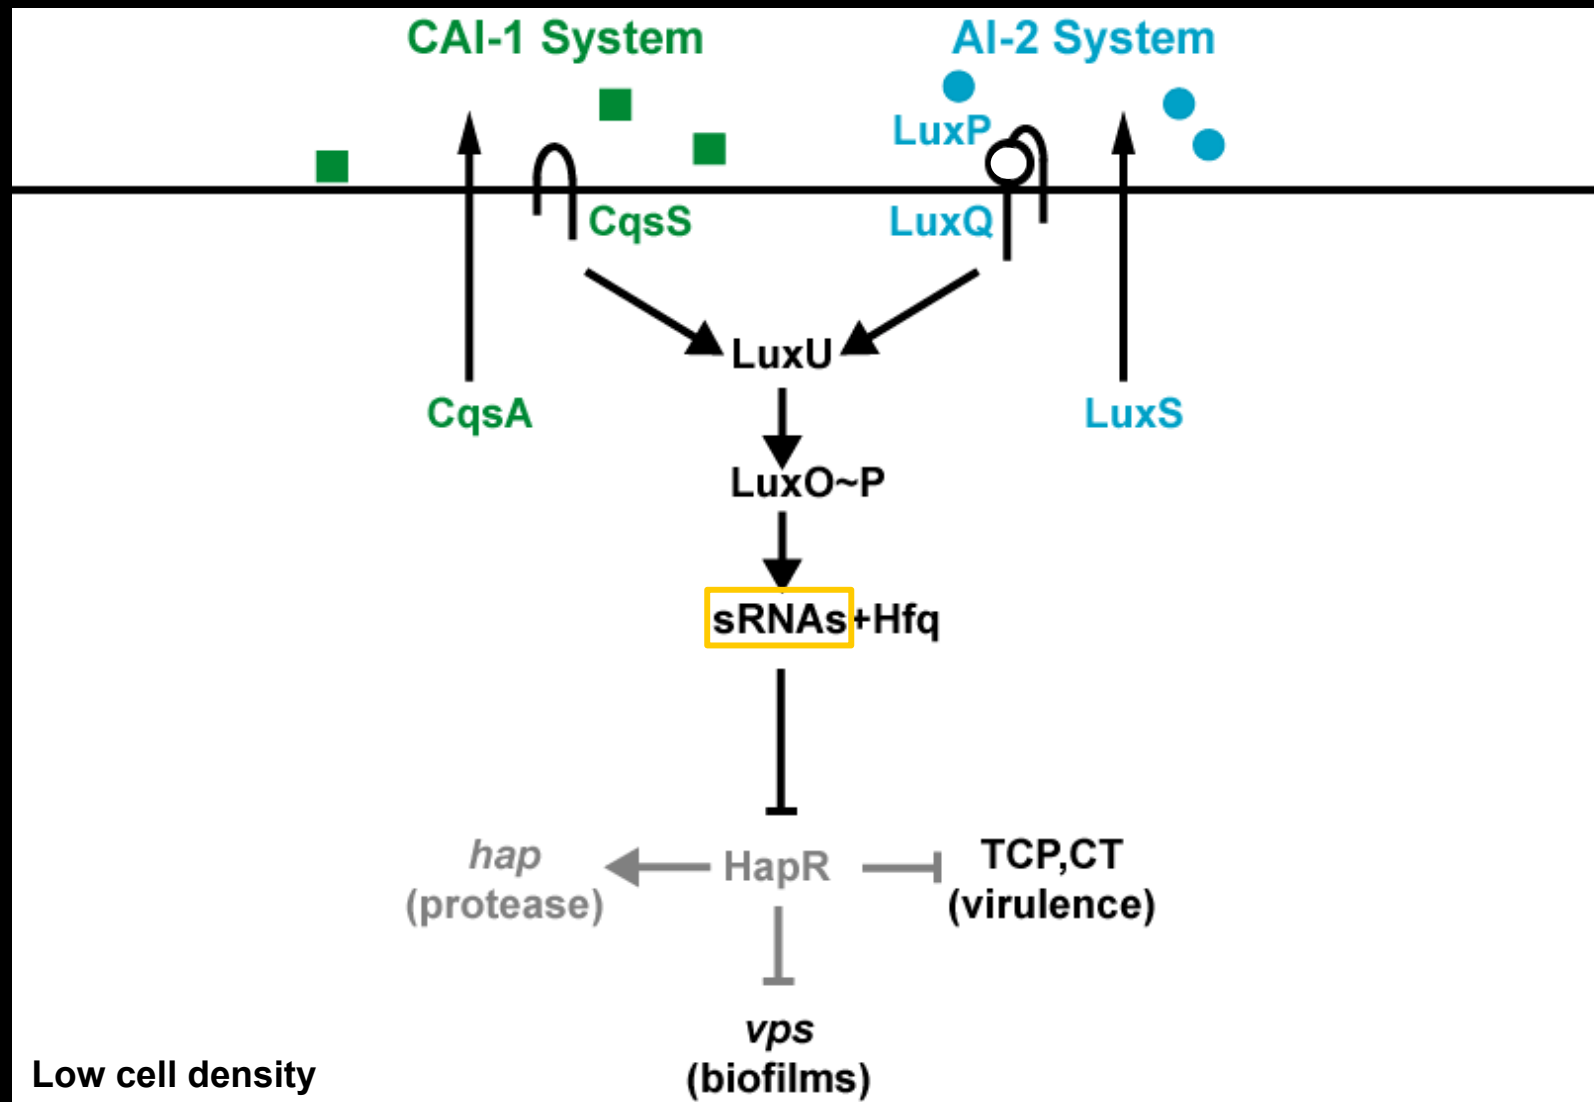 CAI-1 System
AI-2 System
LuxP
CqsS
LuxQ
LuxU
CqsA
LuxS
LuxO~P
sRNAs+Hfq
hap
(protease)
HapR
TCP,CT
(virulence)
vps
(biofilms)
Low cell density